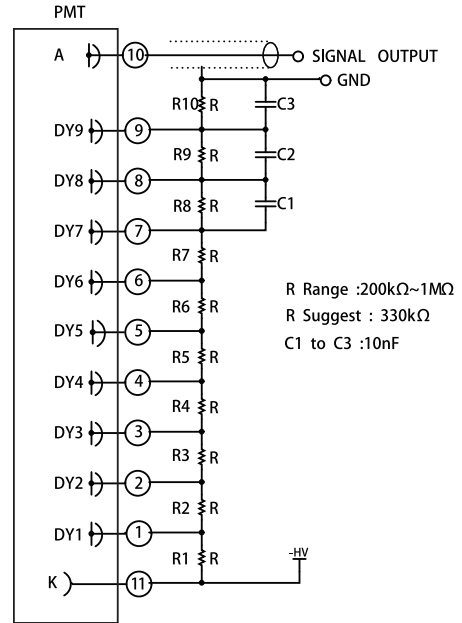 PMT
A 10 SIGNAL OUTPUT
GND
R10 R C3
DY9 9
R9 R C2
DY8 8
R8 R C1
DY7 7
R7 R
DY6 6
R Range :200kΩ~1MΩ
R6 R
R Suggest : 330kΩ
DY5 5
C1 to C3 :10nF
R5 R
DY4 4
R4 R
DY3 3
R3 R
DY2 2
R2 R
DY1 1
R1 R -HV
K 11